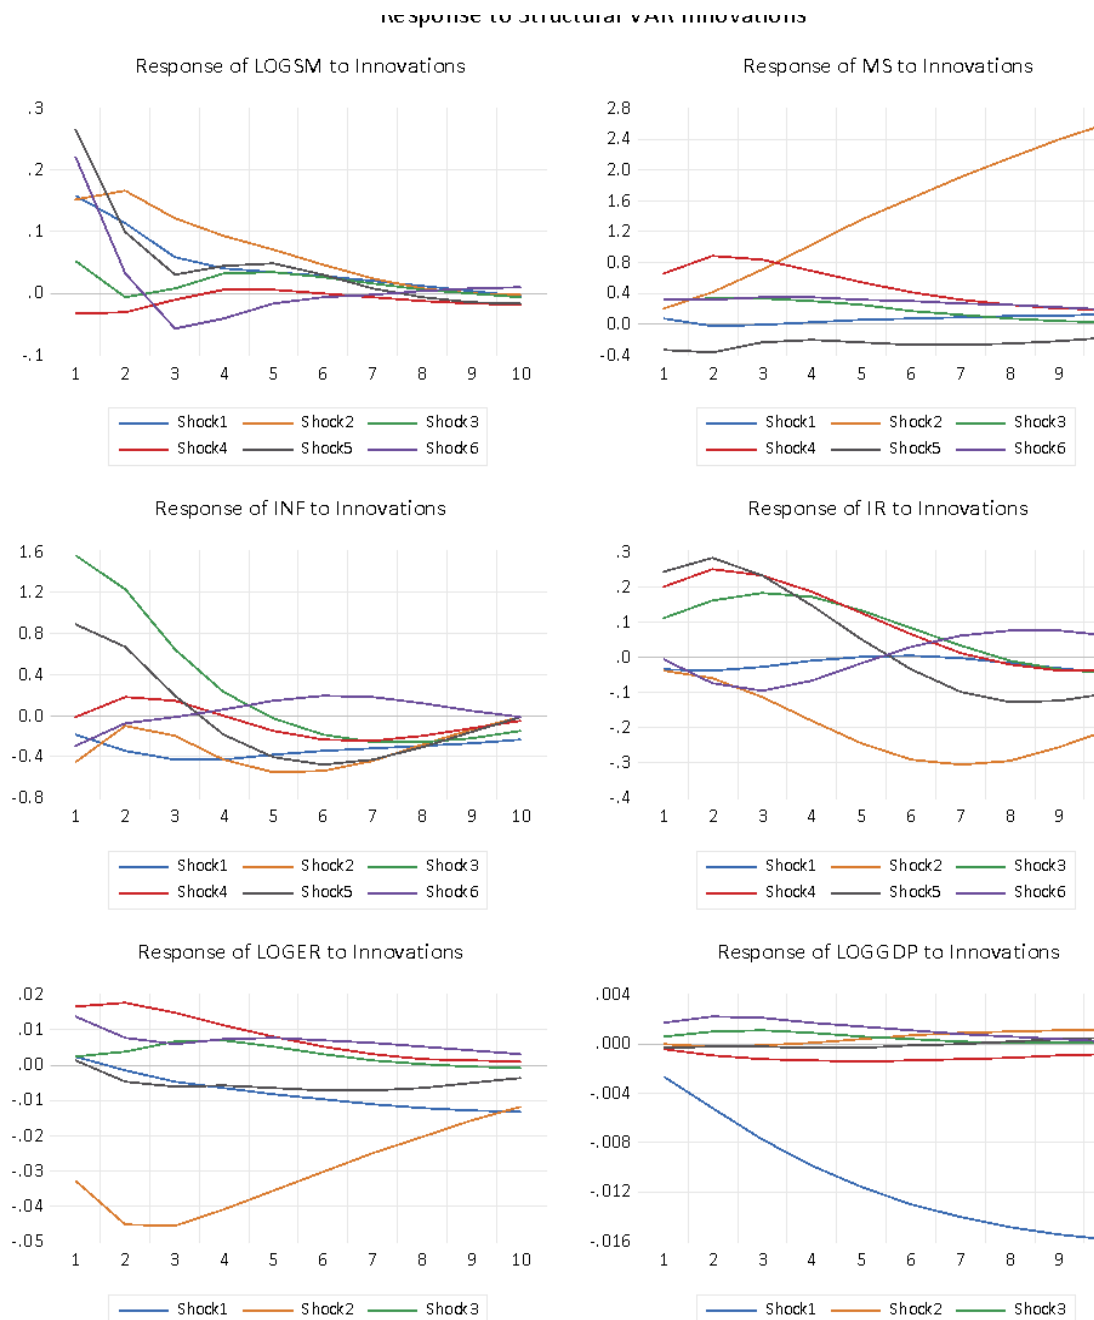 Response to Structural VAR Innovations
Response of LOGSM to Innovations
.3
.2
.1
.0
-.1
1 2 3 4 5 6 7 8 9 10
Shock1 Shock2 Shock3
Shock4 Shock5 Shock6
Response of MS to Innovations
2.8
2.4
2.0
1.6
1.2
0.8
0.4
0.0
-0.4
1 2 3 4 5 6 7 8 9
Shock1 Shock2 Shock3
Shock4 Shock5 Shock6
Response of INF to Innovations
1.6
1.2
0.8
0.4
0.0
-0.4
-0.8
1 2 3 4 5 6 7 8 9 10
Shock1 Shock2 Shock3
Shock4 Shock5 Shock6
Response of IR to Innovations
.3
.2
.1
.0
-.1
-.2
-.3
-.4
1 2 3 4 5 6 7 8 9
Shock1 Shock2 Shock3
Shock4 Shock5 Shock6
Response of LOGER to Innovations
.02
.01
.00
-.01
-.02
-.03
-.04
-.05
1 2 3 4 5 6 7 8 9 10
Shock1 Shock2 Shock3
Response of LOGGDP to Innovations
.004
.000
-.004
-.008
-.012
-.016
1 2 3 4 5 6 7 8 9
Shock1 Shock2 Shock3